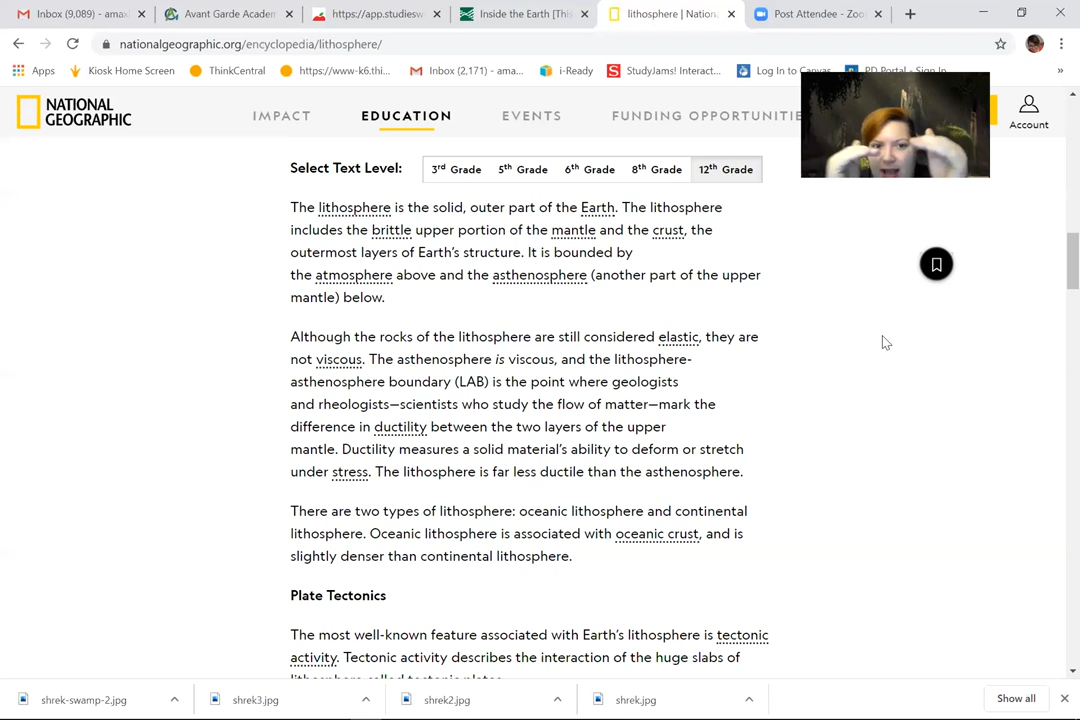 Inbox (9,089) - amax
Avant Garde Academ
https://app.studiesw
Inside the Earth [This
lithosphere | Nationa
Post Attendee - Zoo
nationalgeographic.org/encyclopedia/lithosphere/
Apps
Kiosk Home Screen
ThinkCentral
https://www-k6.thi...
Inbox (2,171) - ama...
i-Ready
StudyJams! Interact...
Log In to Canvas
PD Portal - Sign In
NATIONAL
GEOGRAPHIC
IMPACT
EDUCATION
EVENTS
FUNDING OPPORTUNITIE
Account
Select Text Level:
3rd Grade
5th Grade
6th Grade
8th Grade
12th Grade
The lithosphere is the solid, outer part of the Earth. The lithosphere
includes the brittle upper portion of the mantle and the crust, the
outermost layers of Earth's structure. It is bounded by
the atmosphere above and the asthenosphere (another part of the upper
mantle) below.
Although the rocks of the lithosphere are still considered elastic, they are
not viscous. The asthenosphere is viscous, and the lithosphere-
asthenosphere boundary (LAB) is the point where geologists
and rheologists—scientists who study the flow of matter—mark the
difference in ductility between the two layers of the upper
mantle. Ductility measures a solid material's ability to deform or stretch
under stress. The lithosphere is far less ductile than the asthenosphere.
There are two types of lithosphere: oceanic lithosphere and continental
lithosphere. Oceanic lithosphere is associated with oceanic crust, and is
slightly denser than continental lithosphere.
Plate Tectonics
The most well-known feature associated with Earth's lithosphere is tectonic
activity. Tectonic activity describes the interaction of the huge slabs of
lithosphere called tectonic plates.
shrek-swamp-2.jpg
shrek3.jpg
shrek2.jpg
shrek.jpg
Show all